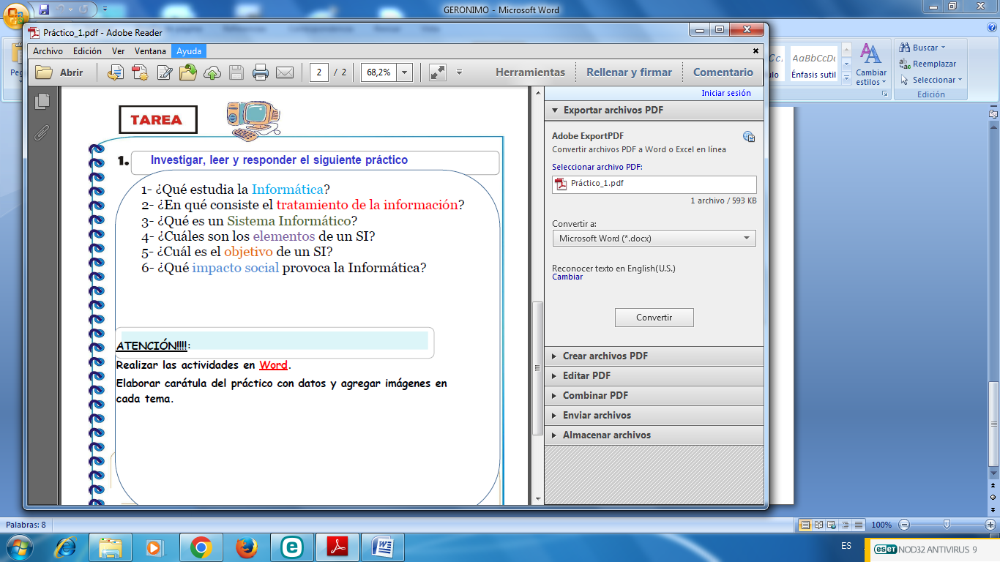 GERONIMO - Microsoft Word
Práctico_1.pdf - Adobe Reader
Archivo Edición Ver Ventana Ayuda
Abrir 2 / 2 68,2% Herramientas Rellenar y firmar Comentario
AaBbCcDc
Énfasis sutil
Cambiar estilos
Buscar
Reemplazar
Seleccionar
Edición
TAREA
1. Investigar, leer y responder el siguiente práctico
1- ¿Qué estudia la Informática?
2- ¿En qué consiste el tratamiento de la información?
3- ¿Qué es un Sistema Informático?
4- ¿Cuáles son los elementos de un SI?
5- ¿Cuál es el objetivo de un SI?
6- ¿Qué impacto social provoca la Informática?
ATENCIÓN!!!!:
Realizar las actividades en Word.
Elaborar carátula del práctico con datos y agregar imágenes en
cada tema.
Iniciar sesión
Exportar archivos PDF
Adobe ExportPDF
Convertir archivos PDF a Word o Excel en línea
Seleccionar archivo PDF:
Práctico_1.pdf
1 archivo / 593 KB
Convertir a:
Microsoft Word (*.docx)
Reconocer texto en English(U.S.)
Cambiar
Convertir
Crear archivos PDF
Editar PDF
Combinar PDF
Enviar archivos
Almacenar archivos
Palabras: 8
100%
ES
eset NOD32 ANTIVIRUS 9